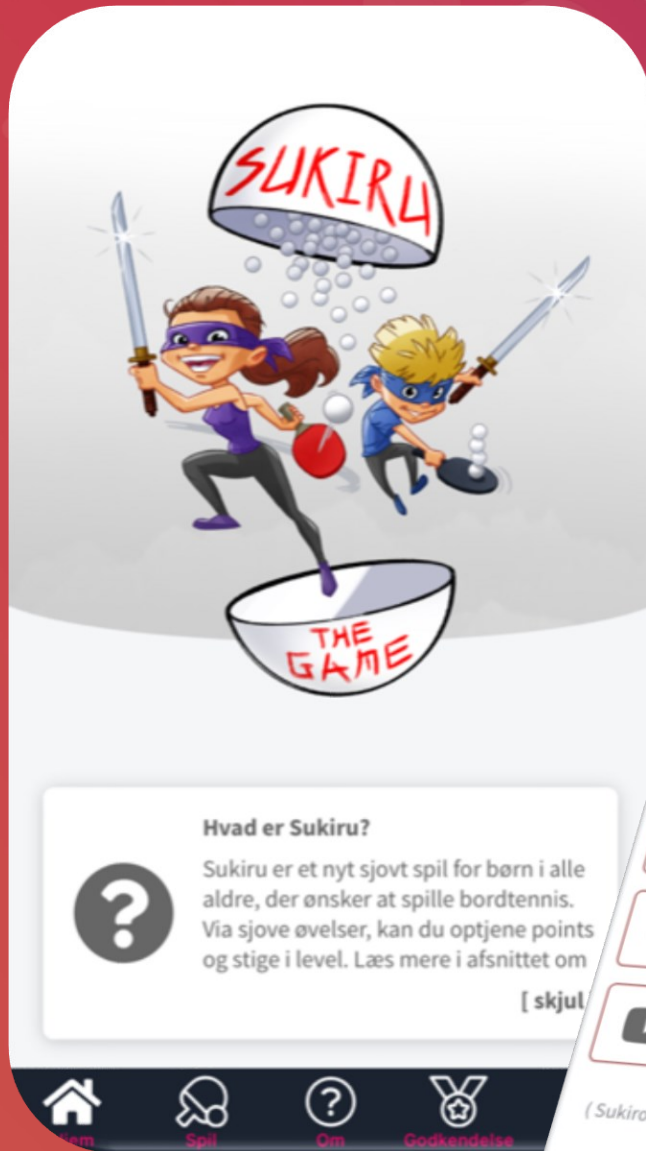 SUKIRU
THE
GAME
Hvad er Sukiru?
Sukiru er et nyt sjovt spil for børn i alle
aldre, der ønsker at spille bordtennis.
Via sjove øvelser, kan du optjene points
og stige i level. Læs mere i afsnittet om
[ skjul
( Sukiro
Hjem
Spil
Om
Godkendelse